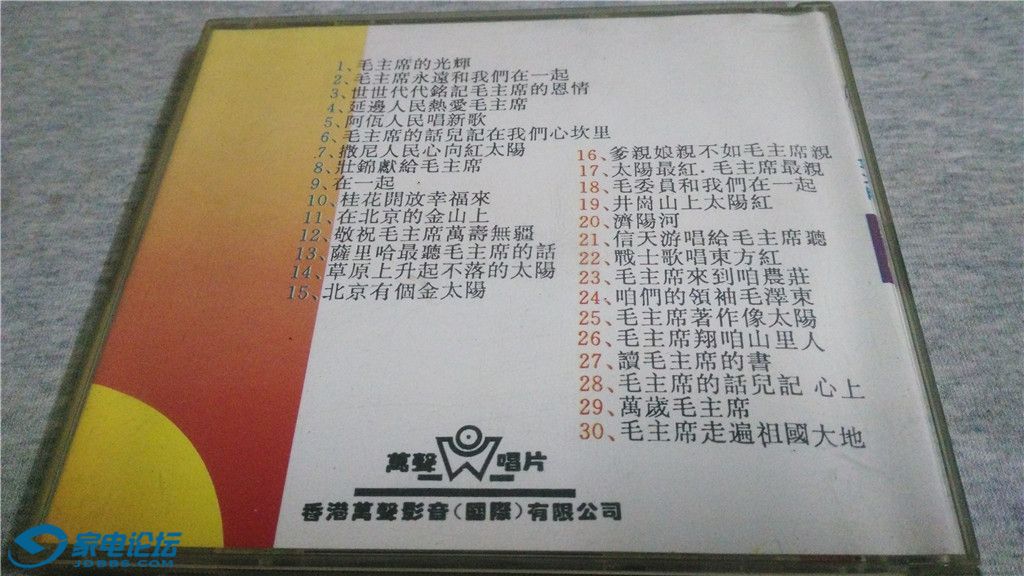 1、毛主席的光輝
2、毛主席永遠和我們在一起
3、世世代代銘記毛主席的恩情
4、延邊人民熱愛毛主席
5、阿佤人民唱新歌
6、毛主席的話兒記在我們心坎里
7、撒尼人民心向紅太陽
8、壯錦獻給毛主席
9、在一起
10、桂花開放幸福來
11、在北京的金山上
12、敬祝毛主席萬壽無疆
13、薩里哈最聽毛主席的話
14、草原上升起不落的太陽
15、北京有個金太陽
16、爹親娘親不如毛主席親
17、太陽最紅.毛主席最親
18、毛委員和我們在一起
19、井崗山上太陽紅
20、濟陽河
21、信天游唱給毛主席聽
22、戰士歌唱東方紅
23、毛主席來到咱農莊
24、咱們的領袖毛澤東
25、毛主席著作像太陽
26、毛主席翔咱山里人
27、讀毛主席的書
28、毛主席的話兒記 心上
29、萬歲毛主席
30、毛主席走遍祖國大地
萬聲 W 唱片
香港萬聲影音(國際)有限公司
家电论坛
JDBBS.COM